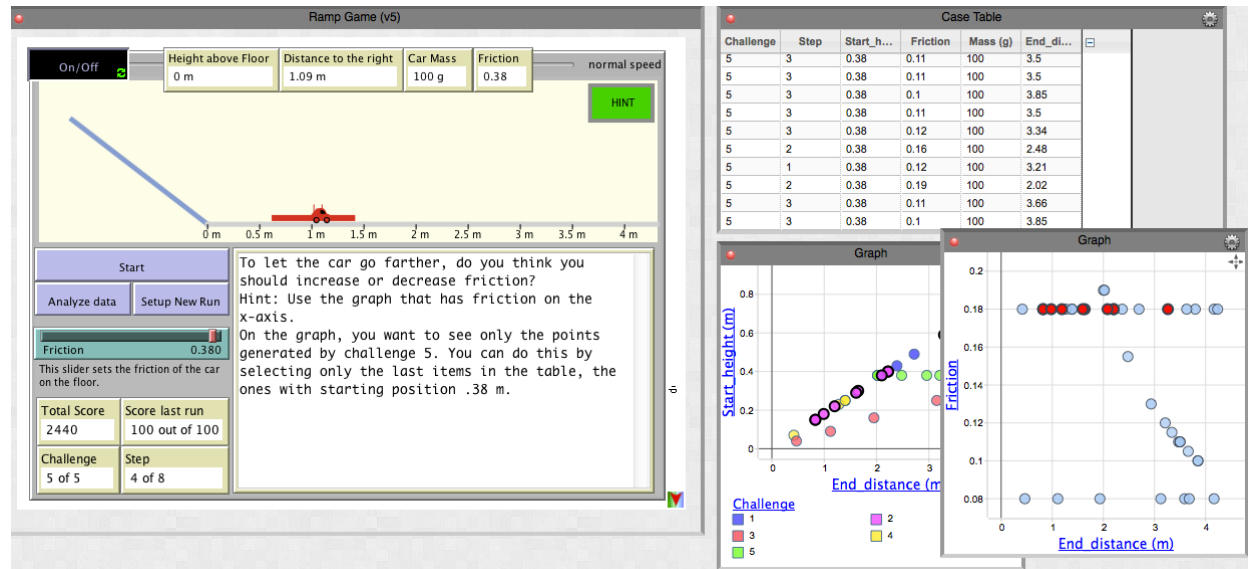 Ramp Game (v5)
On/Off
Height above Floor
0 m
Distance to the right
1.09 m
Car Mass
100 g
Friction
0.38
normal speed
HINT
0 m 0.5 m 1 m 1.5 m 2 m 2.5 m 3 m 3.5 m 4 m
Start
Analyze data
Setup New Run
Friction 0.380
This slider sets the friction of the car
on the floor.
Total Score
2440
Score last run
100 out of 100
Challenge
5 of 5
Step
4 of 8
To let the car go farther, do you think you
should increase or decrease friction?
Hint: Use the graph that has friction on the
x-axis.
On the graph, you want to see only the points
generated by challenge 5. You can do this by
selecting only the last items in the table, the
ones with starting position .38 m.
Case Table
Challenge Step Start_h... Friction Mass (g) End_di...
5 3 0.38 0.11 100 3.5
5 3 0.38 0.11 100 3.5
5 3 0.38 0.1 100 3.85
5 3 0.38 0.11 100 3.5
5 3 0.38 0.12 100 3.34
5 2 0.38 0.16 100 2.48
5 1 0.38 0.12 100 3.21
5 2 0.38 0.19 100 2.02
5 3 0.38 0.11 100 3.66
5 3 0.38 0.1 100 3.85
Graph
Start_height (m)
0.8
0.6
0.4
0.2
0
0 1 2 3
End_distance (m
Challenge
1
2
3
4
5
Graph
Friction
0.2
0.18
0.16
0.14
0.12
0.1
0.08
0 1 2 3 4
End_distance (m)